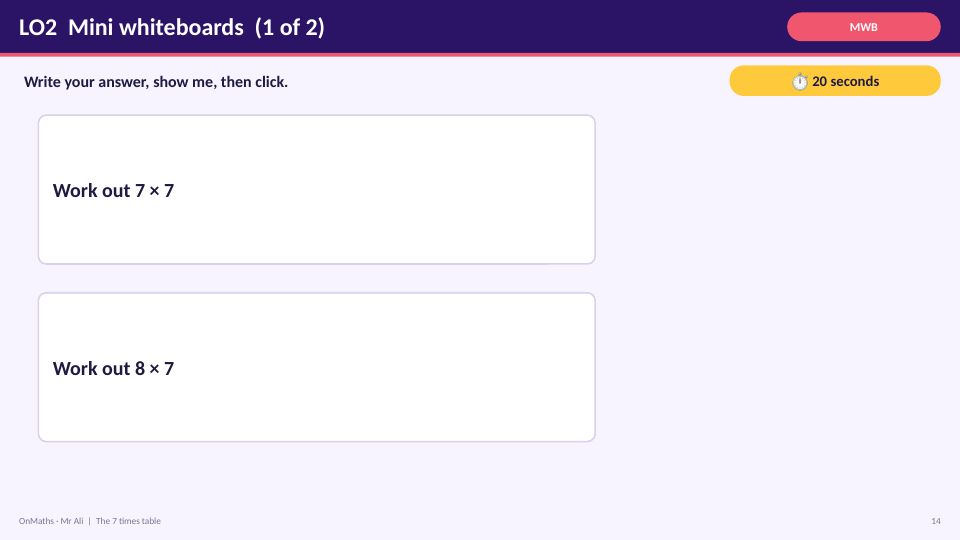 LO2 Mini whiteboards (1 of 2)
MWB
Write your answer, show me, then click.
⏱ 20 seconds
Work out 7 × 7
Work out 8 × 7
OnMaths - Mr Ali | The 7 times table
14